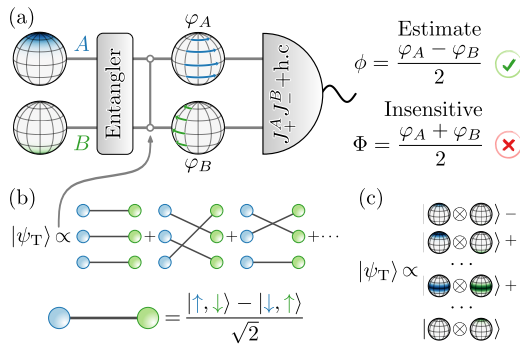 (a)
A
B
Entangler
φ_A
φ_B
J_+^A J_-^B + h.c
Estimate
ϕ = (φ_A − φ_B) / 2
Insensitive
Φ = (φ_A + φ_B) / 2
(b)
|ψ_T⟩ ∝ + + + ···
= (|↑, ↓⟩ − |↓, ↑⟩) / √2
(c)
| ⊗ ⟩ −
| ⊗ ⟩ +
···
|ψ_T⟩ ∝ | ⊗ ⟩ +
···
| ⊗ ⟩